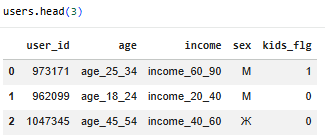 users.head(3)
user_id age income sex kids_flg
0 973171 age_25_34 income_60_90 М 1
1 962099 age_18_24 income_20_40 М 0
2 1047345 age_45_54 income_40_60 Ж 0